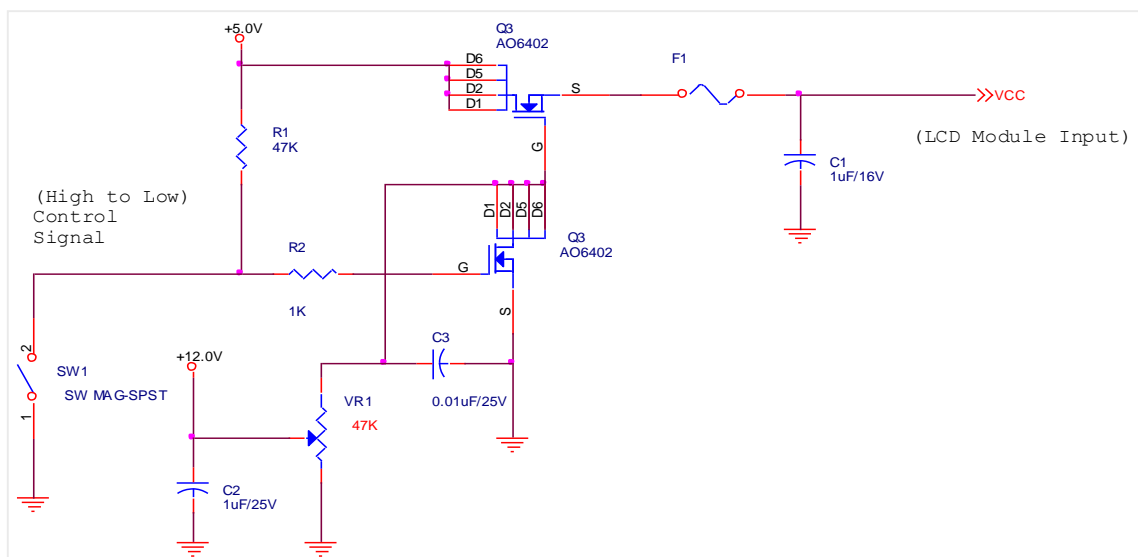 +5.0V
Q3
AO6402
D6
D5
D2
D1
S
G
F1
VCC
(LCD Module Input)
R1
47K
C1
1uF/16V
(High to Low)
Control
Signal
D1
D2
D5
D6
Q3
AO6402
R2
1K
G
S
2
SW1
SW MAG-SPST
1
+12.0V
C3
0.01uF/25V
VR1
47K
C2
1uF/25V